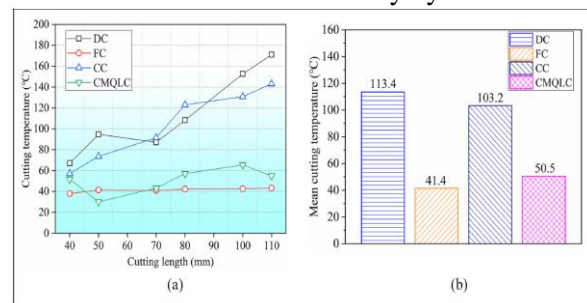 200
180
160
140
120
100
80
60
40
20
0
Cutting temperature (°C)
DC
FC
CC
CMQLC
40 50 60 70 80 90 100 110
Cutting length (mm)
(a)
160
140
120
100
80
60
40
20
0
Mean cutting temperature (°C)
DC
FC
CC
CMQLC
113.4
41.4
103.2
50.5
(b)